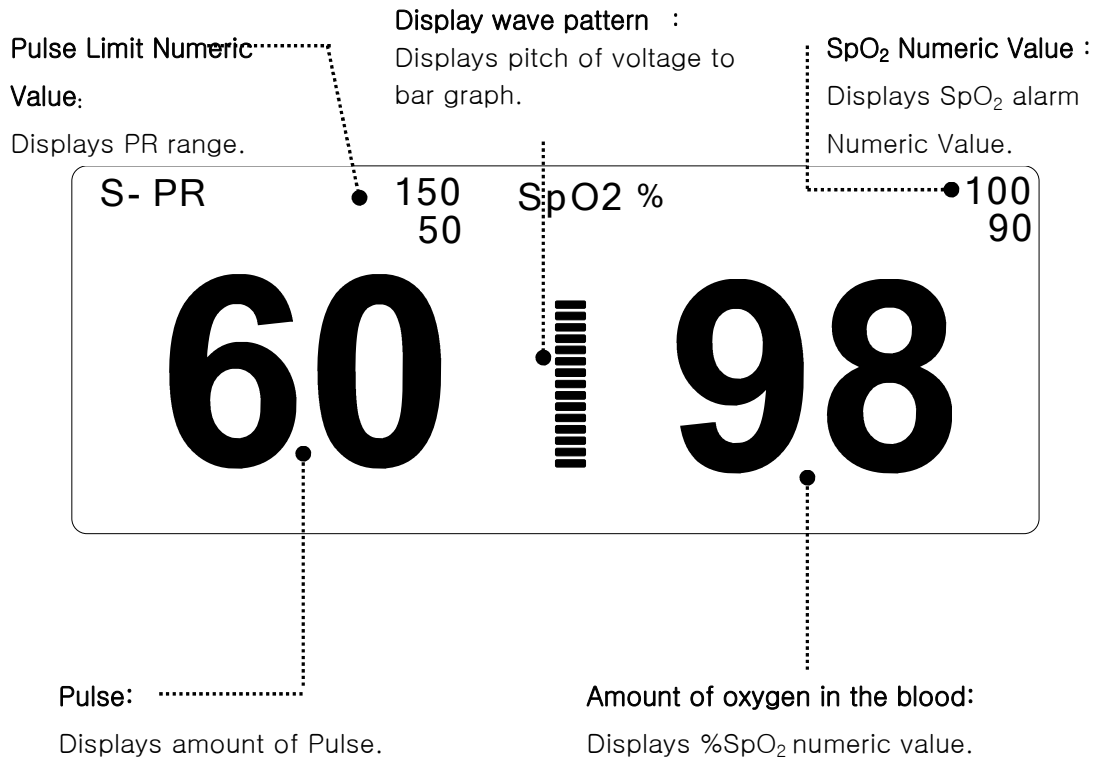 Display wave pattern :
Displays pitch of voltage to
bar graph.
Pulse Limit Numeric
Value:
Displays PR range.
SpO₂ Numeric Value :
Displays SpO₂ alarm
Numeric Value.
S- PR
150
50
SpO2 %
100
90
60
98
Pulse:
Displays amount of Pulse.
Amount of oxygen in the blood:
Displays %SpO₂ numeric value.